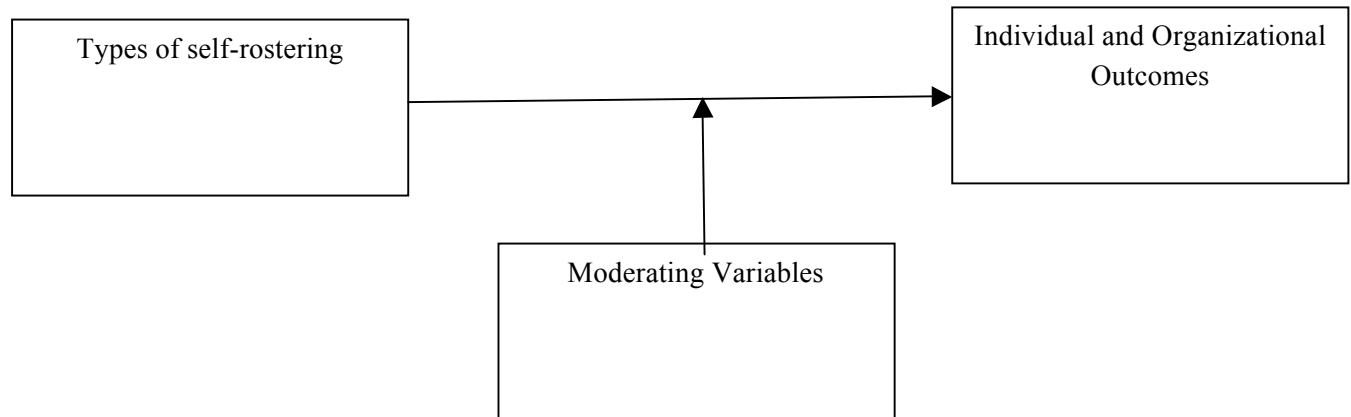 Types of self-rostering
Individual and Organizational
Outcomes
Moderating Variables